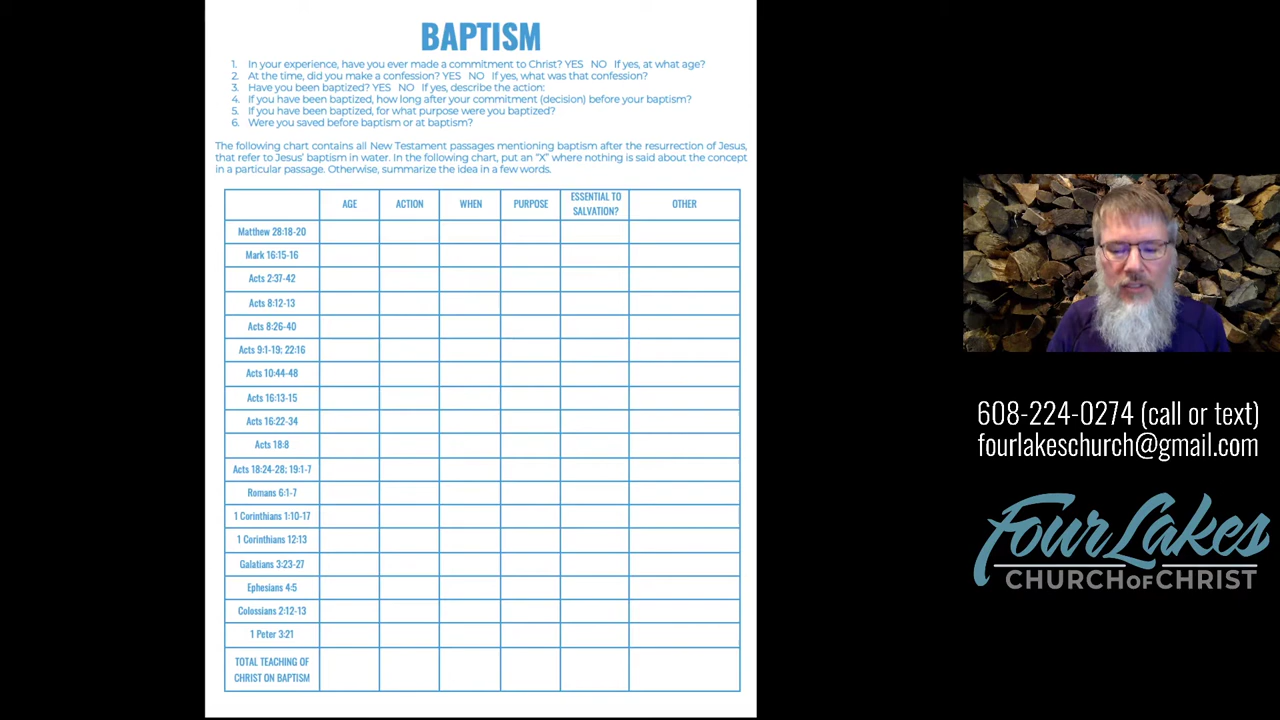 BAPTISM
1. In your experience, have you ever made a commitment to Christ? YES NO If yes, at what age?
2. At the time, did you make a confession? YES NO If yes, what was that confession?
3. Have you been baptized? YES NO If yes, describe the action:
4. If you have been baptized, how long after your commitment (decision) before your baptism?
5. If you have been baptized, for what purpose were you baptized?
6. Were you saved before baptism or at baptism?
The following chart contains all New Testament passages mentioning baptism after the resurrection of Jesus,
that refer to Jesus' baptism in water. In the following chart, put an "X" where nothing is said about the concept
in a particular passage. Otherwise, summarize the idea in a few words.
AGE ACTION WHEN PURPOSE ESSENTIAL TO
SALVATION? OTHER
Matthew 28:18-20
Mark 16:15-16
Acts 2:37-42
Acts 8:12-13
Acts 8:26-40
Acts 9:1-19; 22:16
Acts 10:44-48
Acts 16:13-15
Acts 16:22-34
Acts 18:8
Acts 18:24-28; 19:1-7
Romans 6:1-7
1 Corinthians 1:10-17
1 Corinthians 12:13
Galatians 3:23-27
Ephesians 4:5
Colossians 2:12-13
1 Peter 3:21
TOTAL TEACHING OF
CHRIST ON BAPTISM
608-224-0274 (call or text)
fourlakeschurch@gmail.com
Four Lakes
CHURCH OF CHRIST